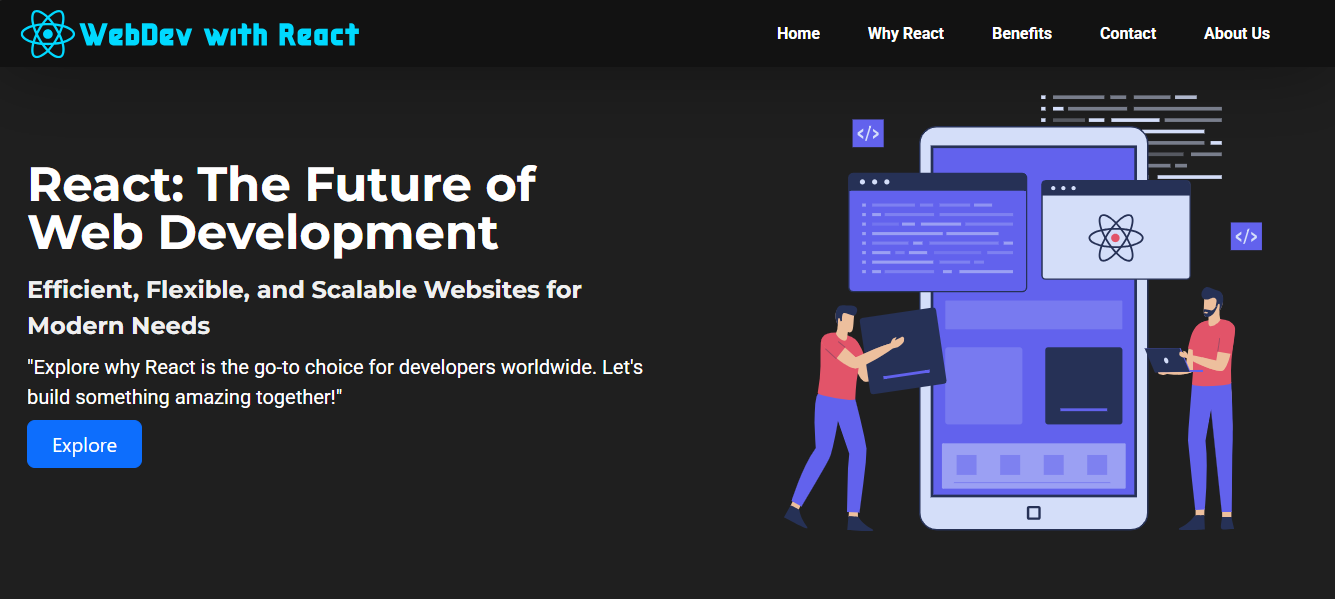 WebDev with React
Home
Why React
Benefits
Contact
About Us
React: The Future of
Web Development
Efficient, Flexible, and Scalable Websites for
Modern Needs
"Explore why React is the go-to choice for developers worldwide. Let's
build something amazing together!"
Explore
</>
</>